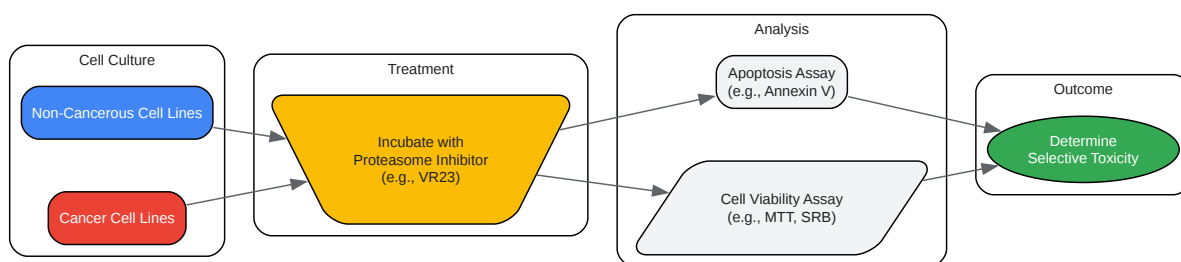 Cell Culture
Non-Cancerous Cell Lines
Cancer Cell Lines
Treatment
Incubate with
Proteasome Inhibitor
(e.g., VR23)
Analysis
Apoptosis Assay
(e.g., Annexin V)
Cell Viability Assay
(e.g., MTT, SRB)
Outcome
Determine
Selective Toxicity